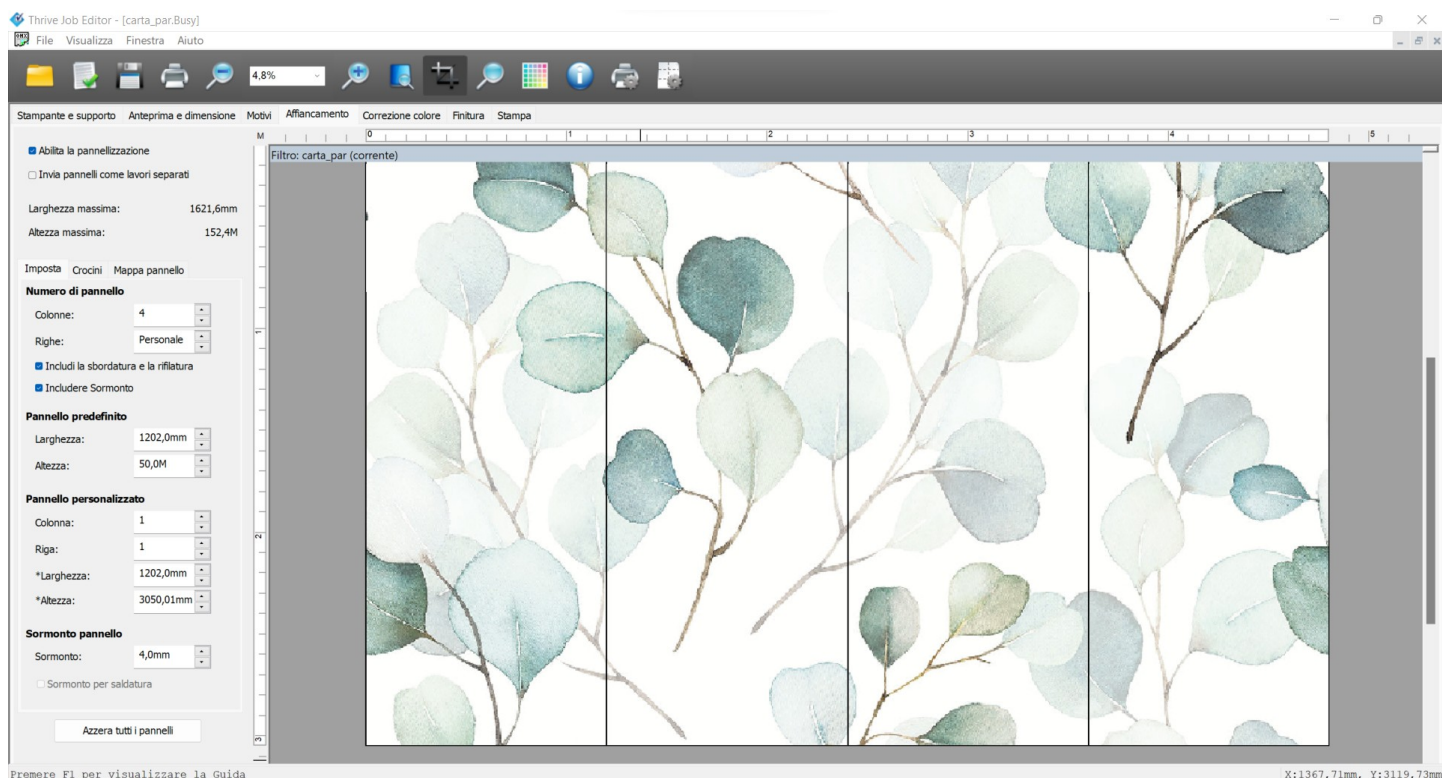 Thrive Job Editor - [carta_par.Busy]
File Visualizza Finestra Aiuto
4,8%
Stampante e supporto Anteprima e dimensione Motivi Affiancamento Correzione colore Finitura Stampa
M 0 1 2 3 4 5
Abilita la pannellizzazione
Filtro: carta_par (corrente)
Invia pannelli come lavori separati
Larghezza massima: 1621,6mm
Altezza massima: 152,4M
Imposta Crocini Mappa pannello
Numero di pannello
Colonne: 4
Righe: Personale
1
Includi la sbordatura e la rifilatura
Includere Sormonto
Pannello predefinito
Larghezza: 1202,0mm
Altezza: 50,0M
Pannello personalizzato
Colonna: 1
2
Riga: 1
*Larghezza: 1202,0mm
*Altezza: 3050,01mm
Sormonto pannello
Sormonto: 4,0mm
Sormonto per saldatura
Azzera tutti i pannelli
3
Premere F1 per visualizzare la Guida
X:1367,71mm, Y:3119,73mm